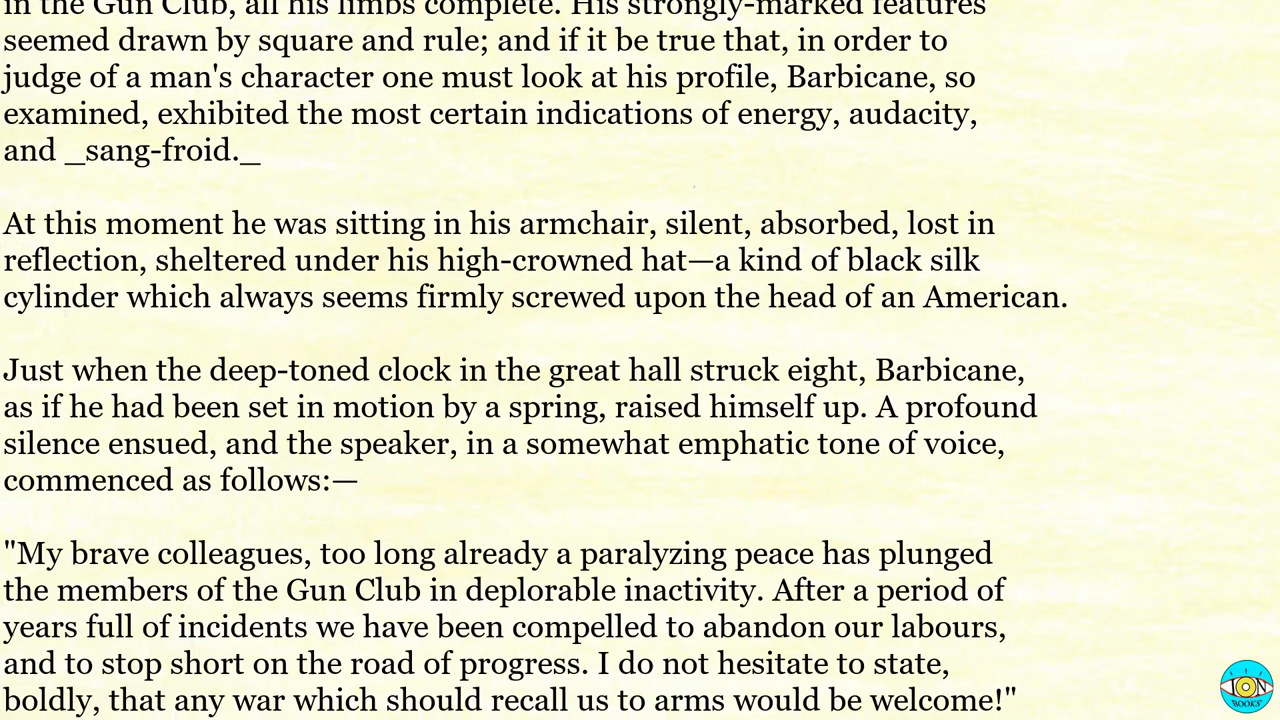 in the Gun Club, all his limbs complete. His strongly-marked features
seemed drawn by square and rule; and if it be true that, in order to
judge of a man's character one must look at his profile, Barbicane, so
examined, exhibited the most certain indications of energy, audacity,
and _sang-froid._
At this moment he was sitting in his armchair, silent, absorbed, lost in
reflection, sheltered under his high-crowned hat—a kind of black silk
cylinder which always seems firmly screwed upon the head of an American.
Just when the deep-toned clock in the great hall struck eight, Barbicane,
as if he had been set in motion by a spring, raised himself up. A profound
silence ensued, and the speaker, in a somewhat emphatic tone of voice,
commenced as follows:—
"My brave colleagues, too long already a paralyzing peace has plunged
the members of the Gun Club in deplorable inactivity. After a period of
years full of incidents we have been compelled to abandon our labours,
and to stop short on the road of progress. I do not hesitate to state,
boldly, that any war which should recall us to arms would be welcome!"
ION
BOOKS